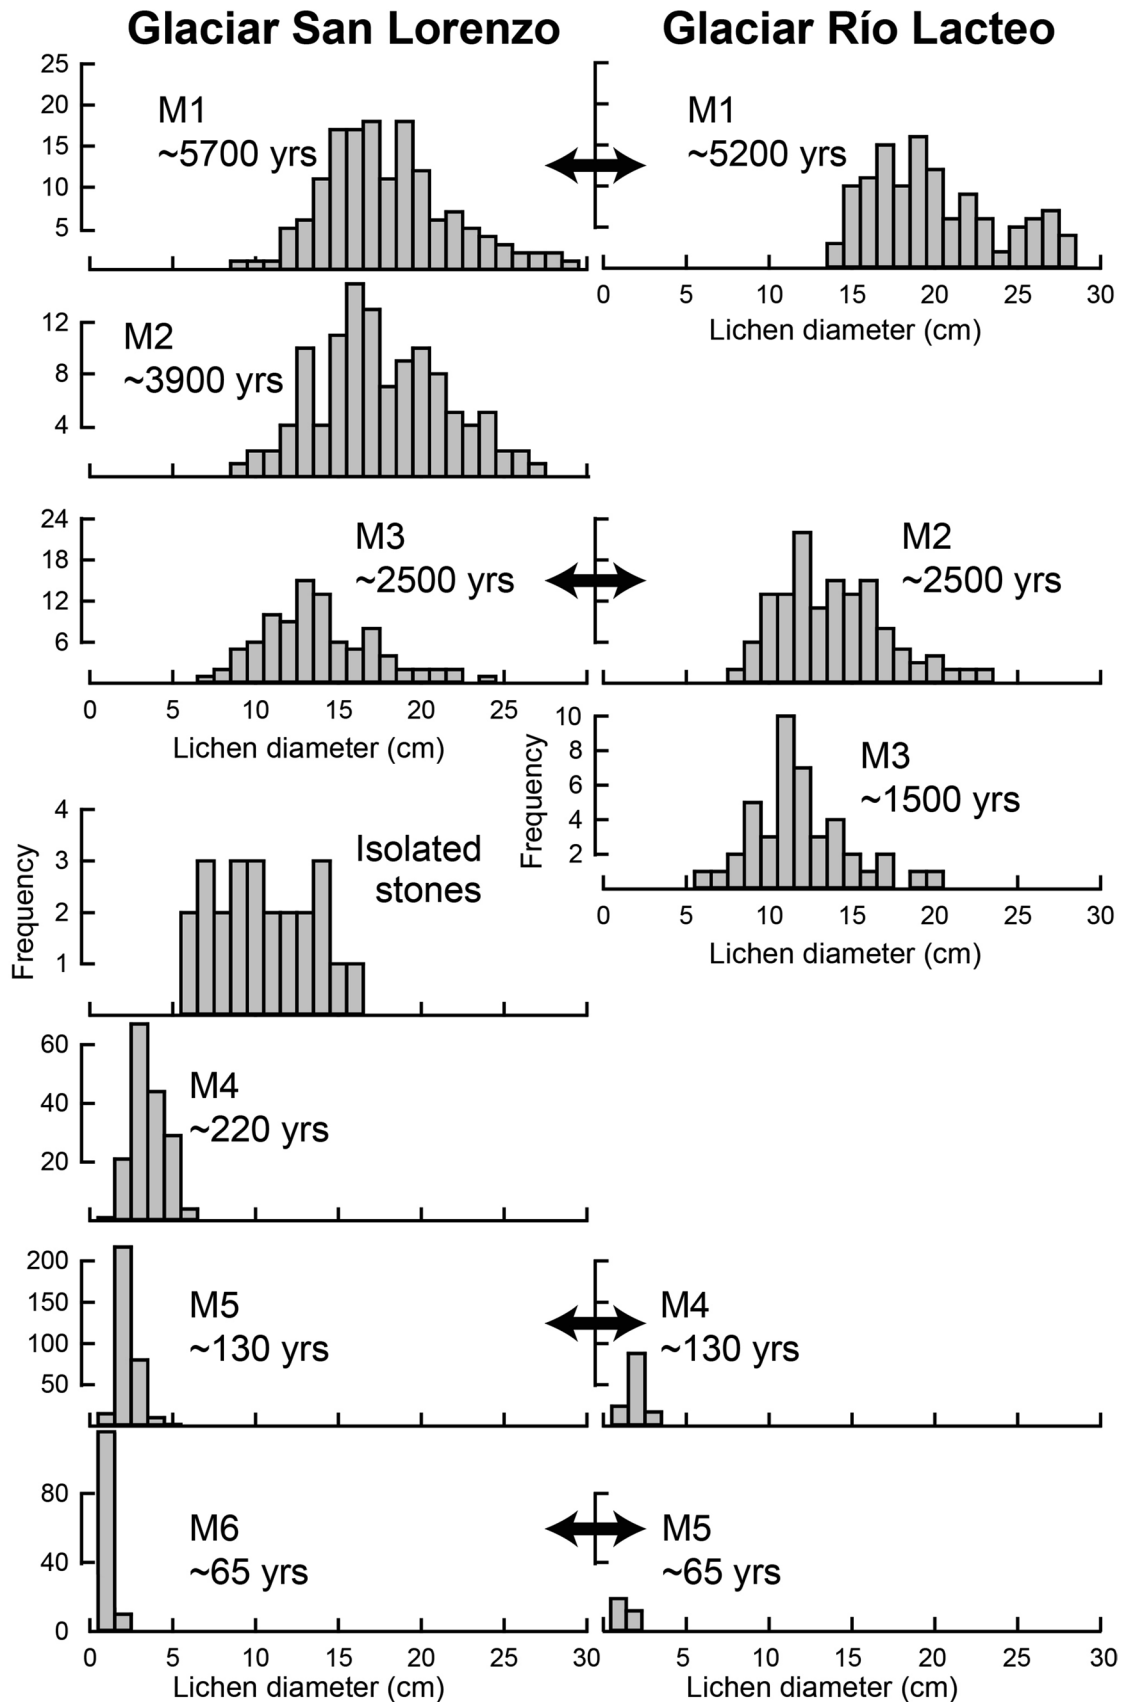 Glaciar San Lorenzo
Glaciar Río Lacteo
25
20
15
10
5
M1
~5700 yrs
M1
~5200 yrs
0 5 10 15 20 25 30
Lichen diameter (cm)
12
8
4
M2
~3900 yrs
24
18
12
6
M3
~2500 yrs
0 5 10 15 20 25
Lichen diameter (cm)
M2
~2500 yrs
Frequency
10
8
6
4
2
M3
~1500 yrs
0 5 10 15 20 25 30
Lichen diameter (cm)
Frequency
4
3
2
1
Isolated
stones
60
40
20
M4
~220 yrs
200
150
100
50
M5
~130 yrs
M4
~130 yrs
80
40
0
M6
~65 yrs
M5
~65 yrs
0 5 10 15 20 25 30
Lichen diameter (cm)
5 10 15 20 25 30
Lichen diameter (cm)